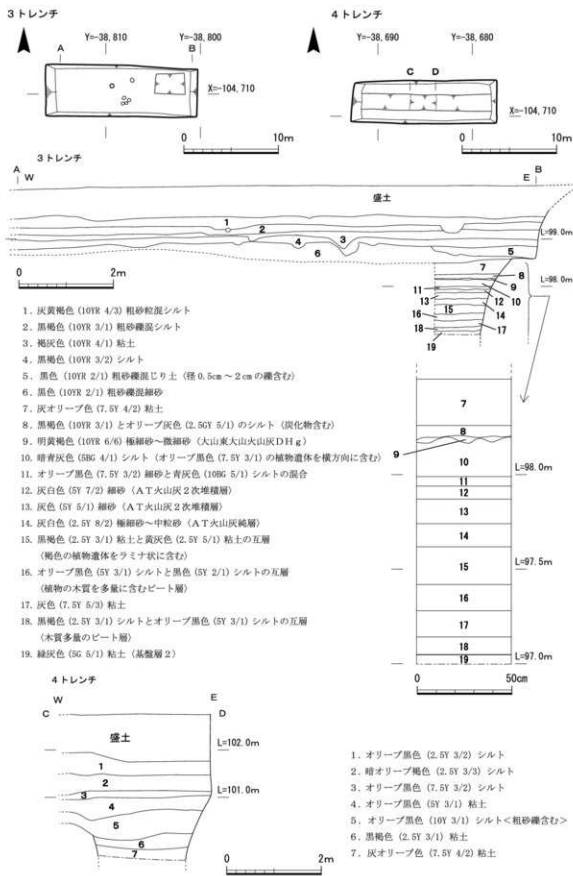 3トレンチ
Y=-38, 810
Y=-38, 800
A
B
X=-104, 710
0
10m
4トレンチ
Y=-38, 690
Y=-38, 680
C D
X=-104, 710
0
10m
3トレンチ
A
W
E
B
盛土
1
2
3
4
5
6
7
8
9
10
11
12
13
14
15
16
17
18
19
L=99.0m
L=98.0m
0
2m
1．灰黄褐色 (10YR 4/3) 粗砂粒混シルト
2．黒褐色 (10YR 3/1) 粗砂礫混シルト
3．褐灰色 (10YR 4/1) 粘土
4．黒褐色 (10YR 3/2) シルト
5．黒色 (10YR 2/1) 粗砂礫混じり土（径 0.5cm ～ 2 cm の礫含む）
6．黒色 (10YR 2/1) 粗砂礫混細砂
7．灰オリーブ色 (7.5Y 4/2) 粘土
8．黒褐色 (10YR 3/1) とオリーブ灰色 (2.5GY 5/1) のシルト（炭化物含む）
9．明黄褐色 (10YR 6/6) 極細砂～微細砂（大山東大山火山灰ＤＨｇ）
10．暗青灰色 (5BG 4/1) シルト（オリーブ黒色 (7.5Y 3/1) の植物遺体を横方向に含む）
11．オリーブ黒色 (7.5Y 3/2) 細砂と青灰色 (10BG 5/1) シルトの混合
12．灰白色 (5Y 7/2) 細砂（ＡＴ火山灰２次堆積層）
13．灰色 (5Y 5/1) 細砂（ＡＴ火山灰２次堆積層）
14．灰白色 (2.5Y 8/2) 極細砂～中粒砂（ＡＴ火山灰純層）
15．黒褐色 (2.5Y 3/1) 粘土と黄灰色 (2.5Y 5/1) 粘土の互層
（褐色の植物遺体をラミナ状に含む）
16．オリーブ黒色 (5Y 3/1) シルトと黒色 (5Y 2/1) シルトの互層
（植物の木質を多量に含むピート層）
17．灰色 (7.5Y 5/3) 粘土
18．黒褐色 (2.5Y 3/1) シルトとオリーブ黒色 (5Y 3/1) シルトの互層
（木質多量のピート層）
19．緑灰色 (5G 5/1) 粘土（基盤層２）
7
8
9
10
11
12
13
14
15
16
17
18
19
L=98.0m
L=97.5m
L=97.0m
0
50cm
4トレンチ
W
E
C
D
盛土
1
2
3
4
5
6
7
L=102.0m
L=101.0m
0
2m
1．オリーブ黒色 (2.5Y 3/2) シルト
2．暗オリーブ褐色 (2.5Y 3/3) シルト
3．オリーブ黒色 (7.5Y 3/2) シルト
4．オリーブ黒色 (5Y 3/1) 粘土
5．オリーブ黒色 (10Y 3/1) シルト＜粗砂礫含む＞
6．黒褐色 (2.5Y 3/1) 粘土
7．灰オリーブ色 (7.5Y 4/2) 粘土